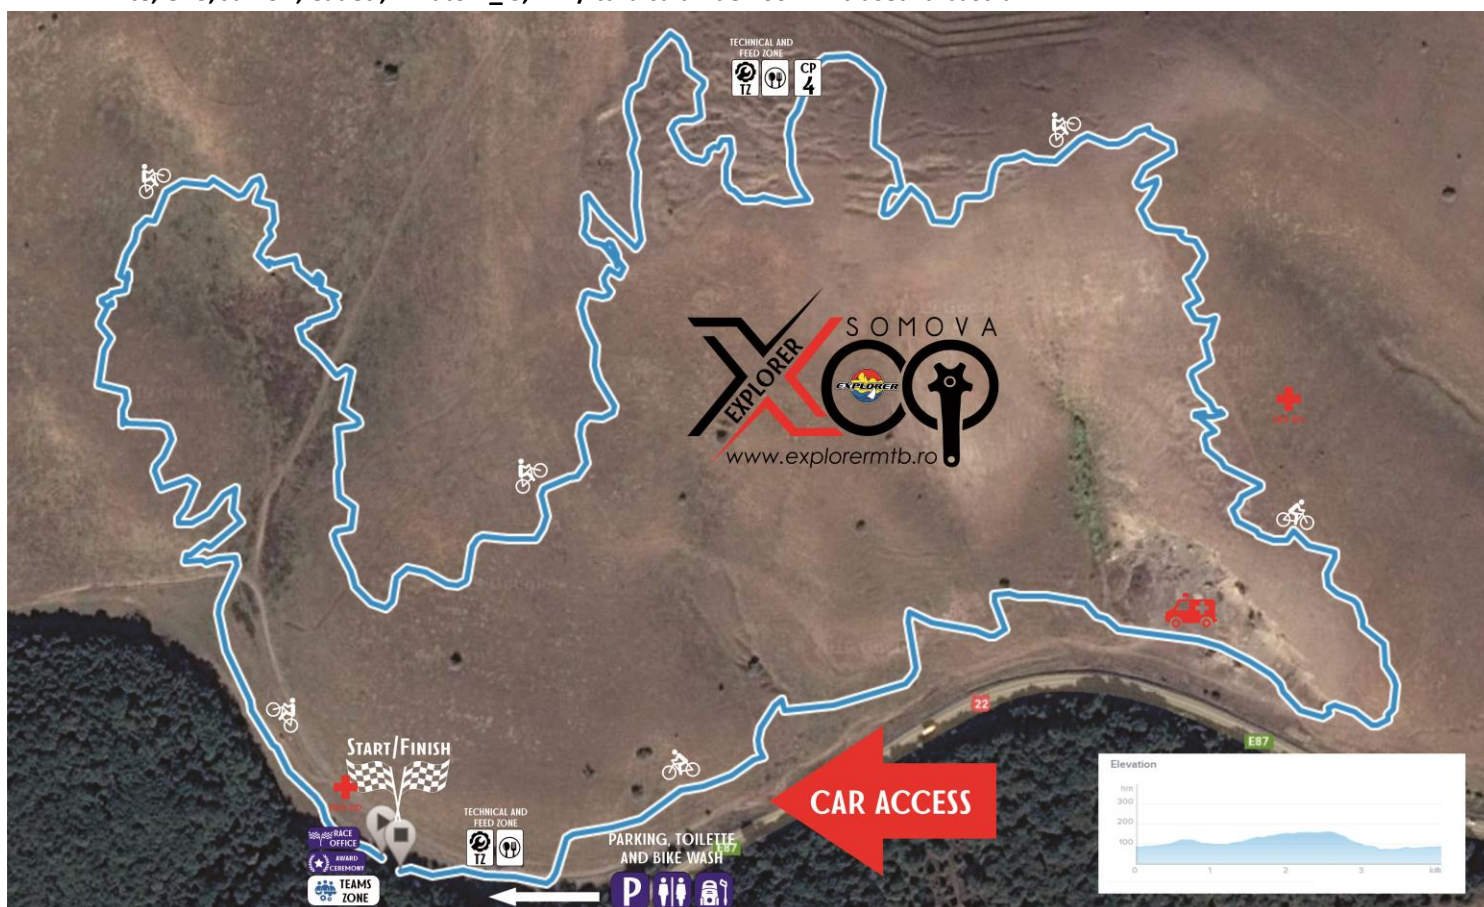 TECHNICAL AND
FEED ZONE
TZ
CP
4
SOMOVA
EXPLORER
EXPLORER
www.explorermtb.ro
22
E87
START/FINISH
RACE
OFFICE
AWARD
CEREMONY
TEAMS
ZONE
TECHNICAL AND
FEED ZONE
TZ
PARKING, TOILETTE
AND BIKE WASH
P
E87
CAR ACCESS
Elevation
hm
300
200
100
0
1
2
3